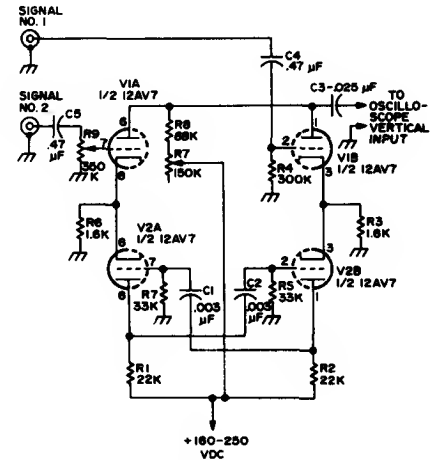 SIGNAL
NO. 1
SIGNAL
NO. 2
C5
.47
μF
R9
350
K
V1A
1/2 12AV7
6
7
8
R8
68K
R7
150K
C4
.47 μF
C3-.025 μF
TO
OSCILLO-
SCOPE
VERTICAL
INPUT
1
2
3
V1B
1/2 12AV7
R4
300K
R6
1.6K
R3
1.6K
V2A
1/2 12AV7
6
7
6
R7
33K
C1
.003
μF
C2
.003
μF
R5
33K
2
3
1
V2B
1/2 12AV7
R1
22K
R2
22K
+160-250
VDC